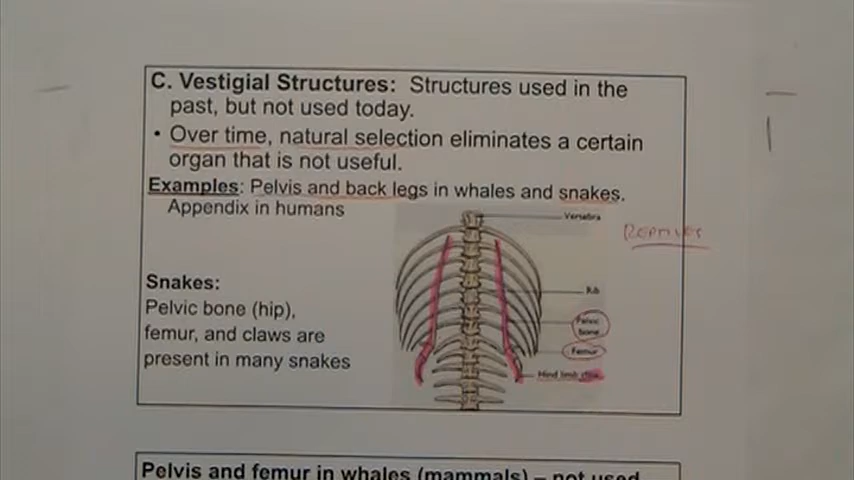 C. Vestigial Structures: Structures used in the
past, but not used today.
• Over time, natural selection eliminates a certain
organ that is not useful.
Examples: Pelvis and back legs in whales and snakes.
Appendix in humans
Vertebra
REPTILES
Rib
Snakes:
Pelvic bone (hip),
femur, and claws are
present in many snakes
Pelvic
bone
Femur
Hind limb claw
Pelvis and femur in whales (mammals) – not used